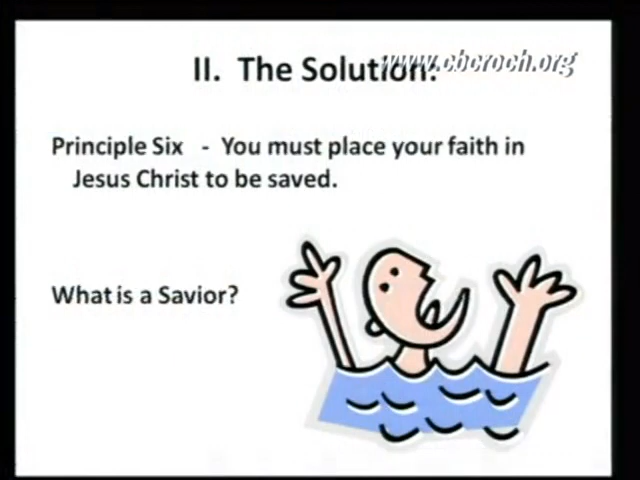 www.cbcroch.org
II. The Solution:
Principle Six - You must place your faith in
Jesus Christ to be saved.
What is a Savior?